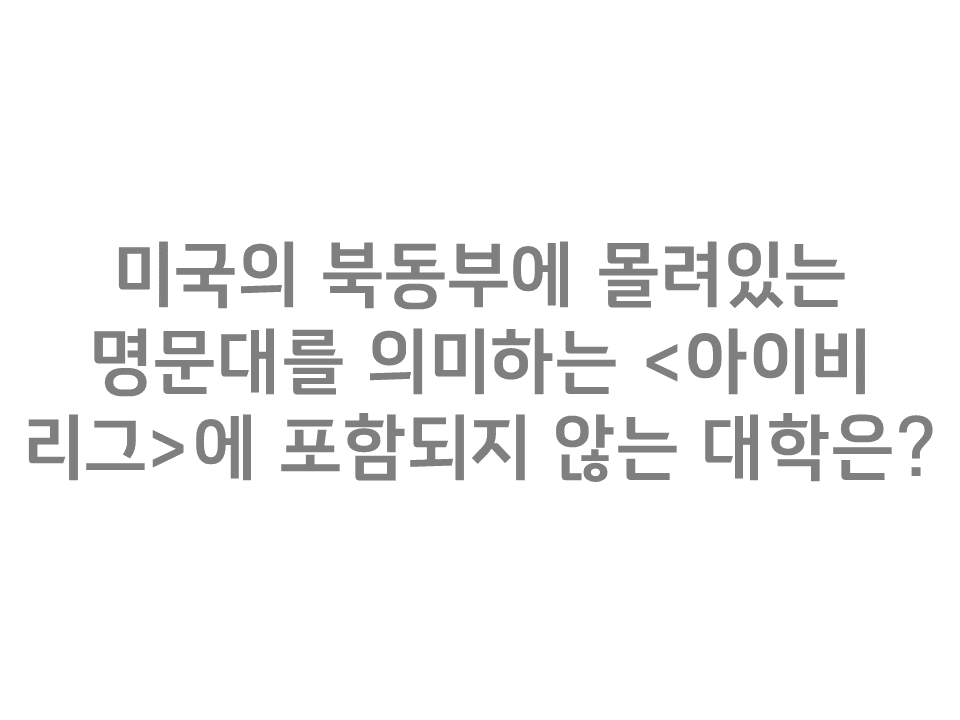 미국의 북동부에 몰려있는
명문대를 의미하는 <아이비
리그>에 포함되지 않는 대학은?